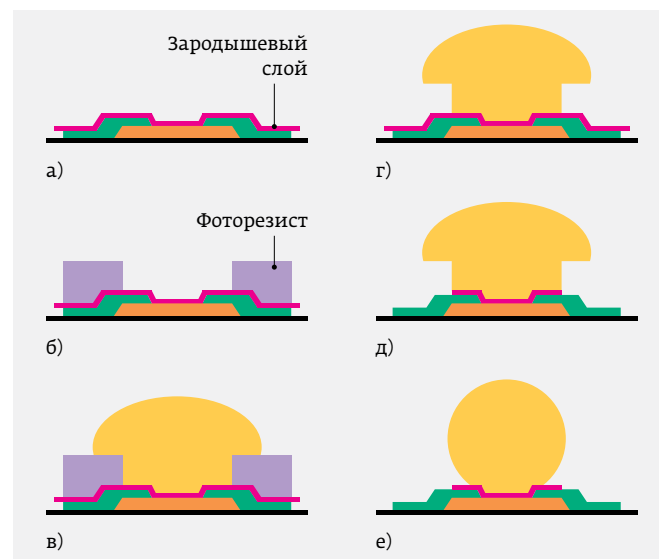 Зародышевый
слой
а)
г)
Фоторезист
б)
д)
в)
е)